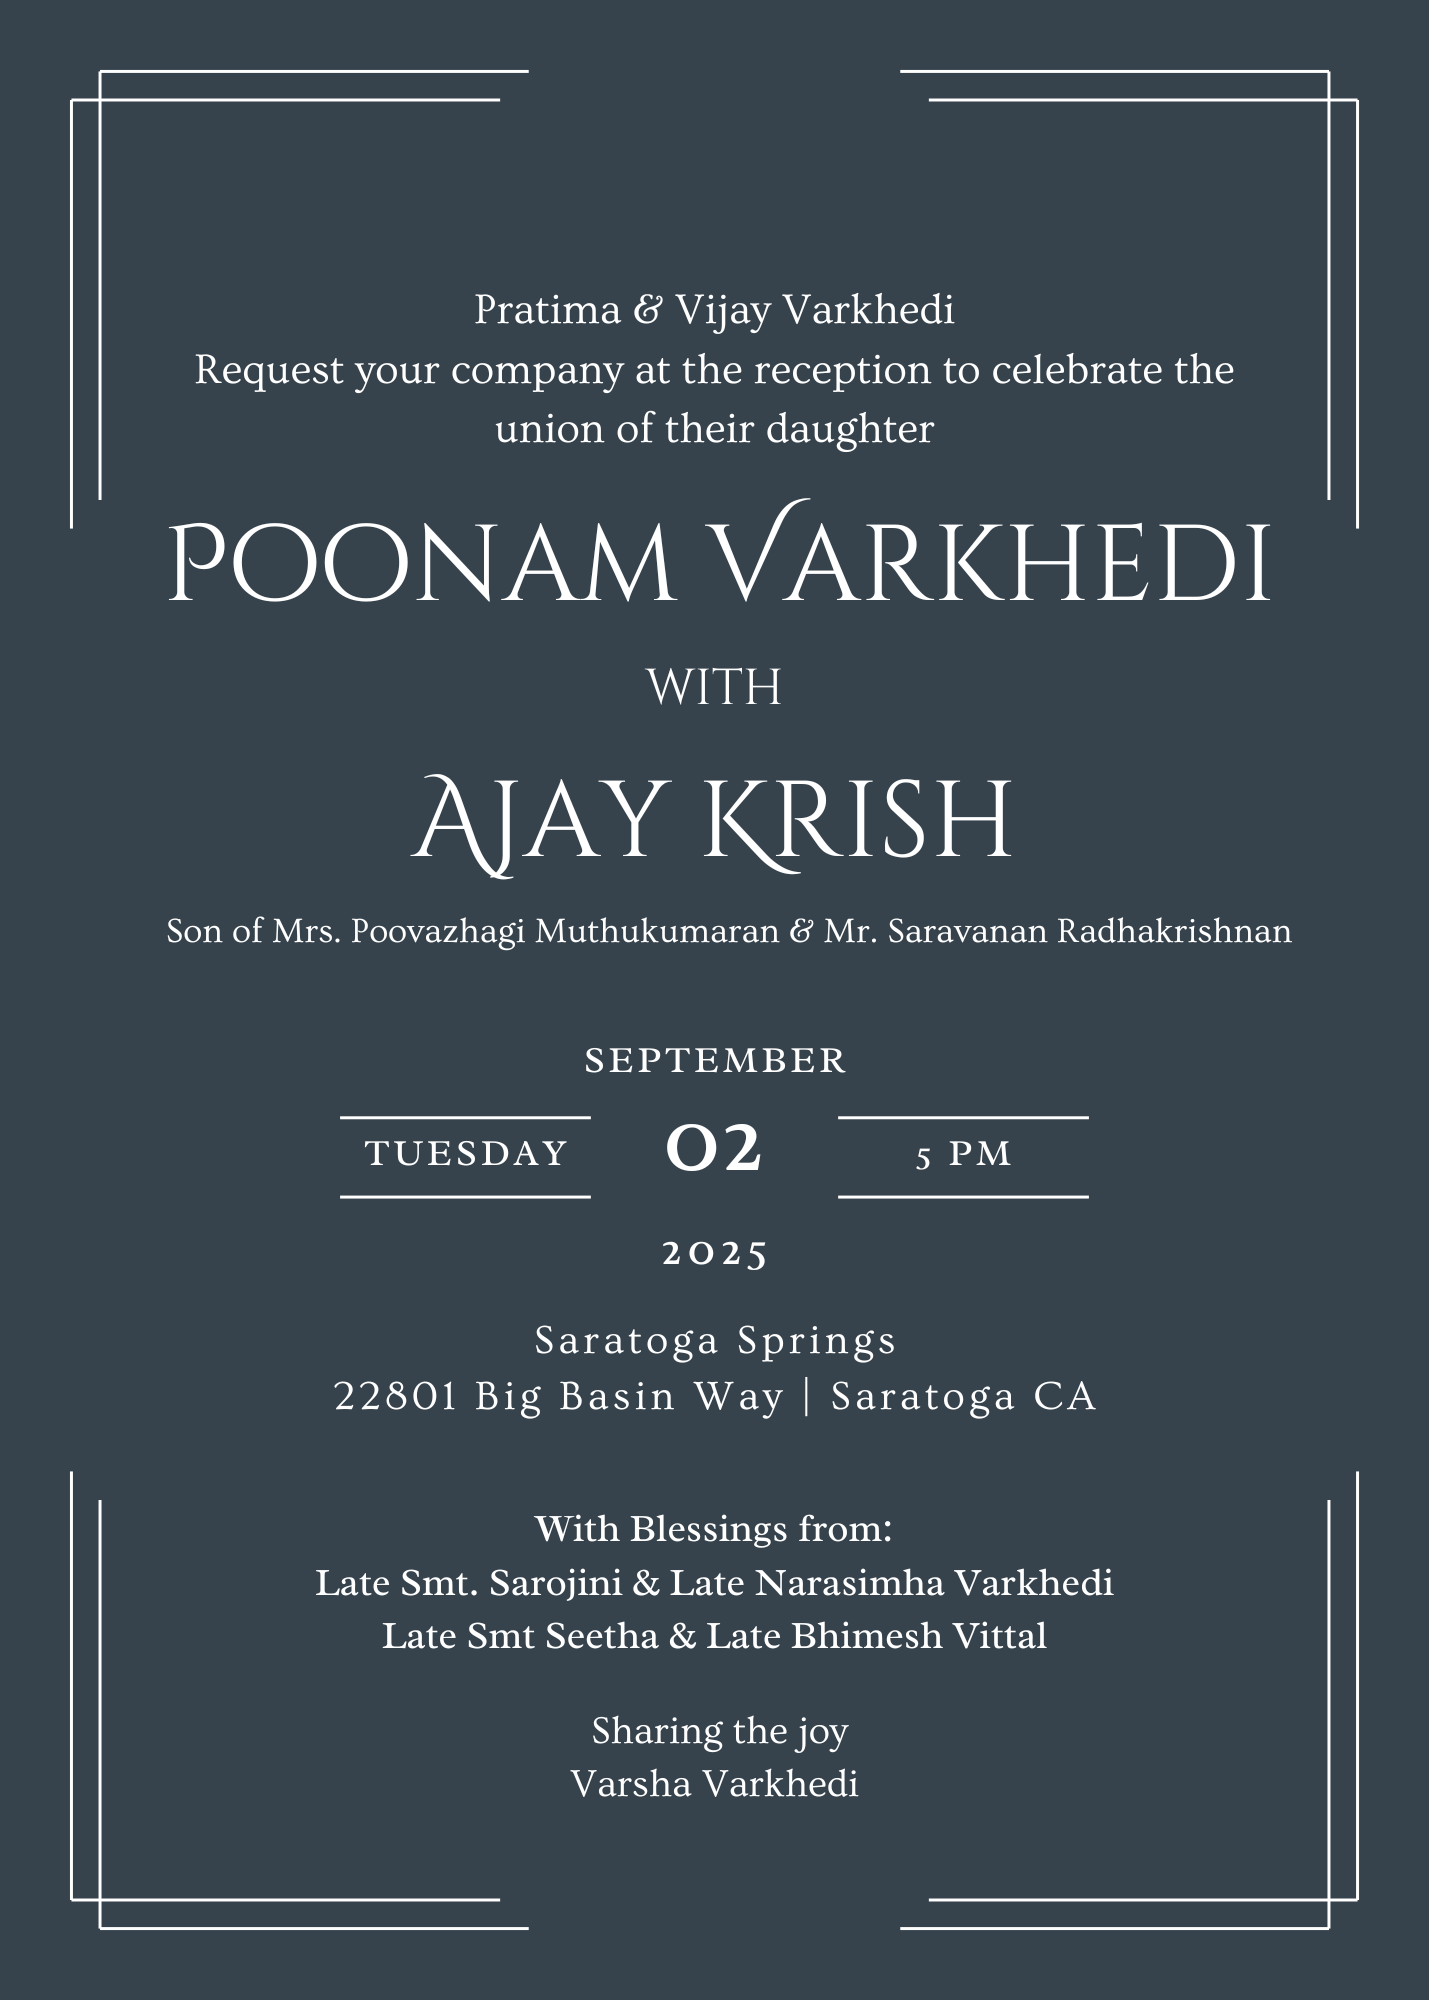 Pratima & Vijay Varkhedi
Request your company at the reception to celebrate the
union of their daughter
POONAM VARKHEDI
WITH
AJAY KRISH
Son of Mrs. Poovazhagi Muthukumaran & Mr. Saravanan Radhakrishnan
SEPTEMBER
TUESDAY 02 5 PM
2025
Saratoga Springs
22801 Big Basin Way | Saratoga CA
With Blessings from:
Late Smt. Sarojini & Late Narasimha Varkhedi
Late Smt Seetha & Late Bhimesh Vittal
Sharing the joy
Varsha Varkhedi